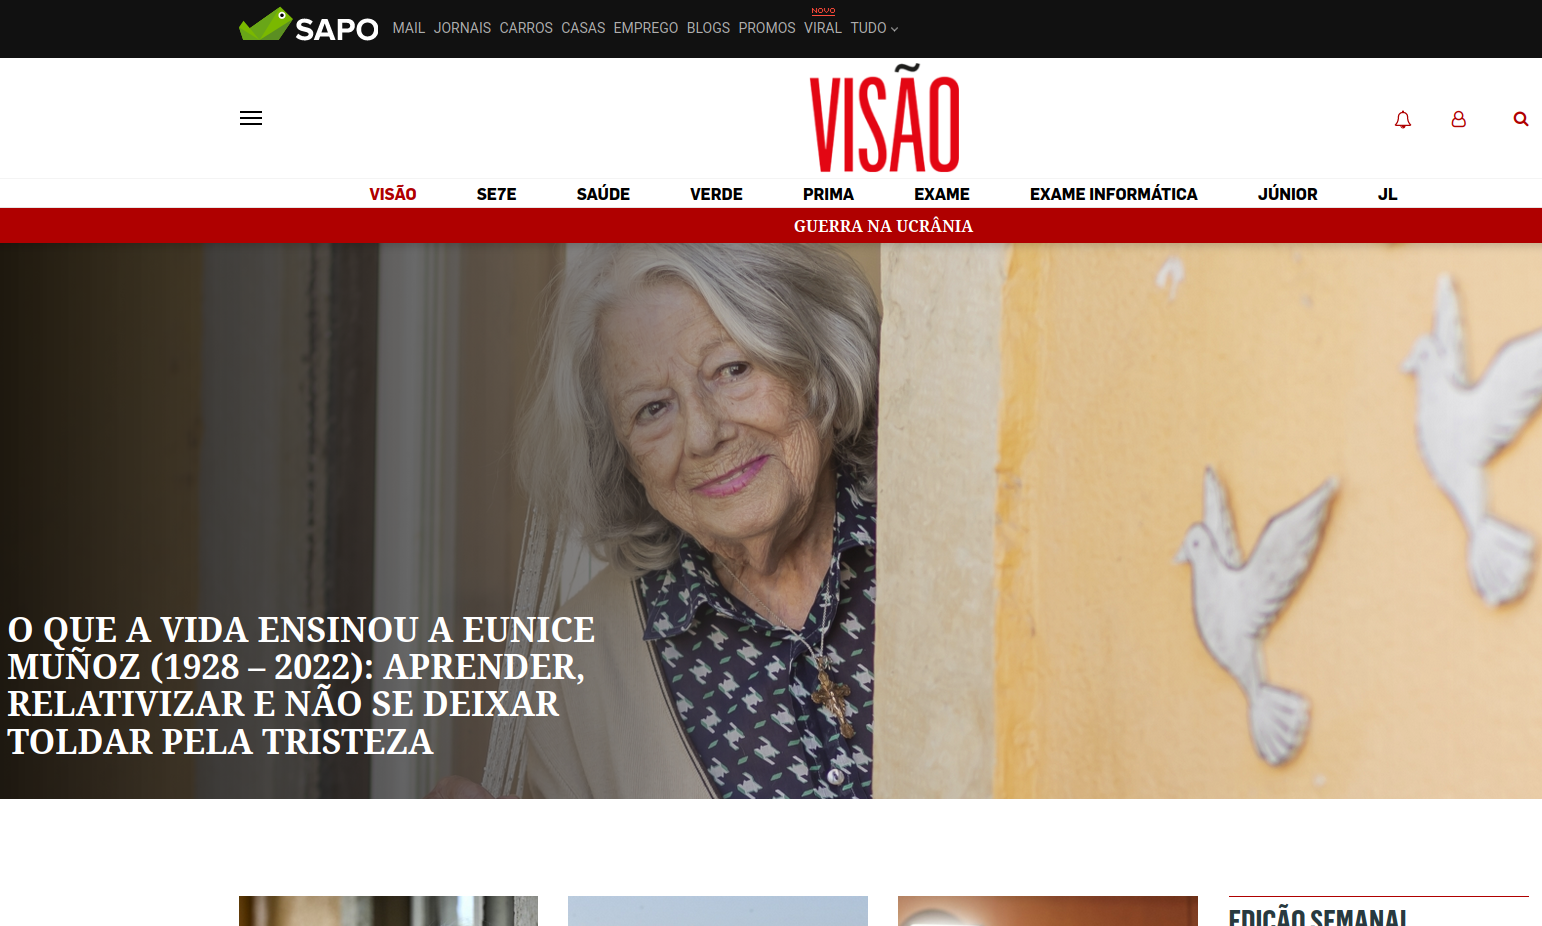 SAPO MAIL JORNAIS CARROS CASAS EMPREGO BLOGS PROMOS NOVO VIRAL TUDO
VISÃO
VISÃO SE7E SAÚDE VERDE PRIMA EXAME EXAME INFORMÁTICA JÚNIOR JL
GUERRA NA UCRÂNIA
O QUE A VIDA ENSINOU A EUNICE
MUÑOZ (1928 – 2022): APRENDER,
RELATIVIZAR E NÃO SE DEIXAR
TOLDAR PELA TRISTEZA
EDIÇÃO SEMANAL